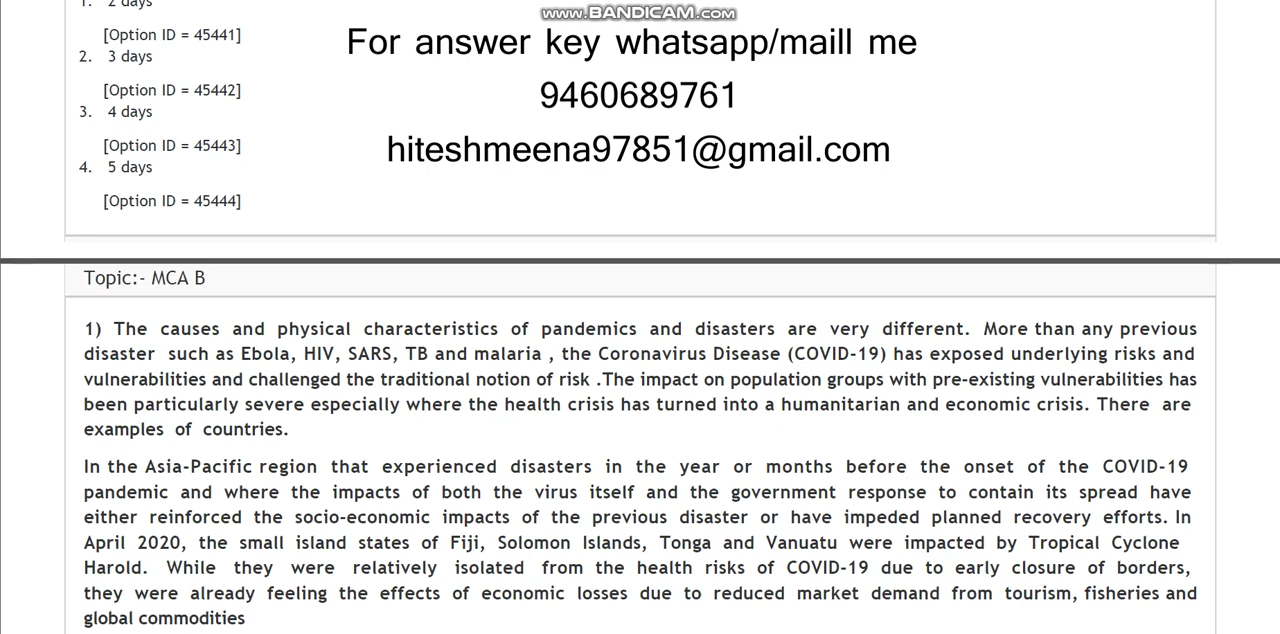 1. 2 days
www.BANDICAM.com
[Option ID = 45441]
For answer key whatsapp/maill me
2. 3 days
[Option ID = 45442]
9460689761
3. 4 days
[Option ID = 45443]
hiteshmeena97851@gmail.com
4. 5 days
[Option ID = 45444]
Topic:- MCA B
1) The causes and physical characteristics of pandemics and disasters are very different. More than any previous
disaster such as Ebola, HIV, SARS, TB and malaria , the Coronavirus Disease (COVID-19) has exposed underlying risks and
vulnerabilities and challenged the traditional notion of risk .The impact on population groups with pre-existing vulnerabilities has
been particularly severe especially where the health crisis has turned into a humanitarian and economic crisis. There are
examples of countries.
In the Asia-Pacific region that experienced disasters in the year or months before the onset of the COVID-19
pandemic and where the impacts of both the virus itself and the government response to contain its spread have
either reinforced the socio-economic impacts of the previous disaster or have impeded planned recovery efforts. In
April 2020, the small island states of Fiji, Solomon Islands, Tonga and Vanuatu were impacted by Tropical Cyclone
Harold. While they were relatively isolated from the health risks of COVID-19 due to early closure of borders,
they were already feeling the effects of economic losses due to reduced market demand from tourism, fisheries and
global commodities